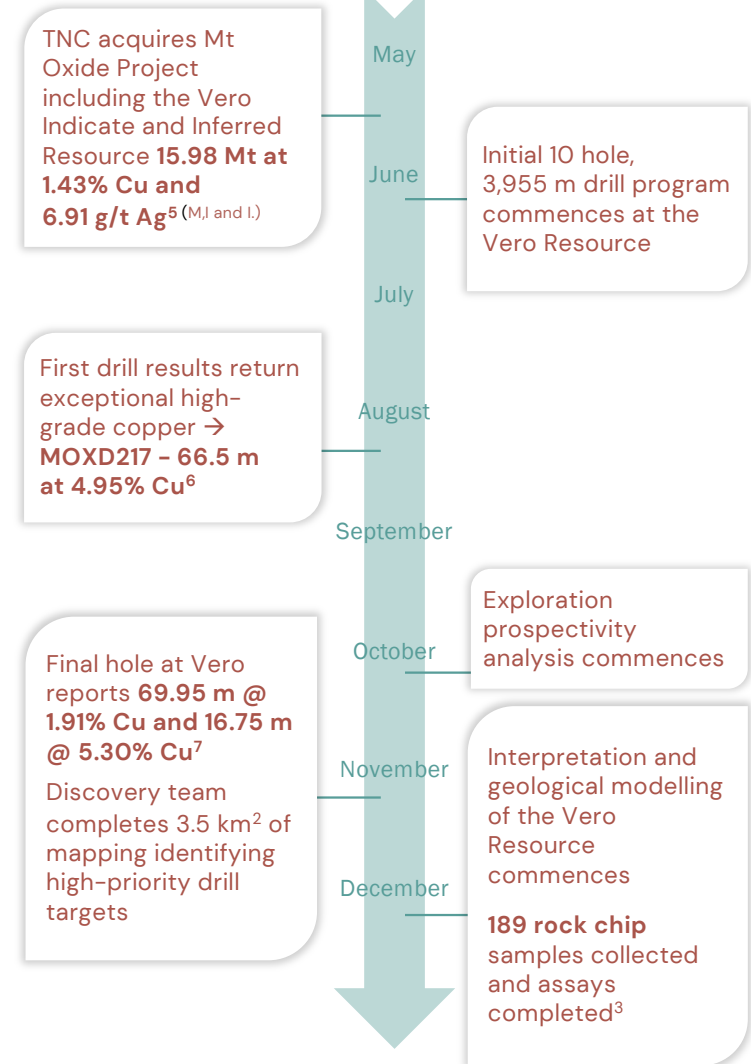 May
TNC acquires Mt
Oxide Project
including the Vero
Indicate and Inferred
Resource 15.98 Mt at
1.43% Cu and
6.91 g/t Ag⁵ (M,I and I.)
June
Initial 10 hole,
3,955 m drill program
commences at the
Vero Resource
July
First drill results return
exceptional high-
grade copper →
MOXD217 – 66.5 m
at 4.95% Cu⁶
August
September
October
Exploration
prospectivity
analysis commences
Final hole at Vero
reports 69.95 m @
1.91% Cu and 16.75 m
@ 5.30% Cu⁷
Discovery team
completes 3.5 km² of
mapping identifying
high-priority drill
targets
November
December
Interpretation and
geological modelling
of the Vero
Resource
commences
189 rock chip
samples collected
and assays
completed³